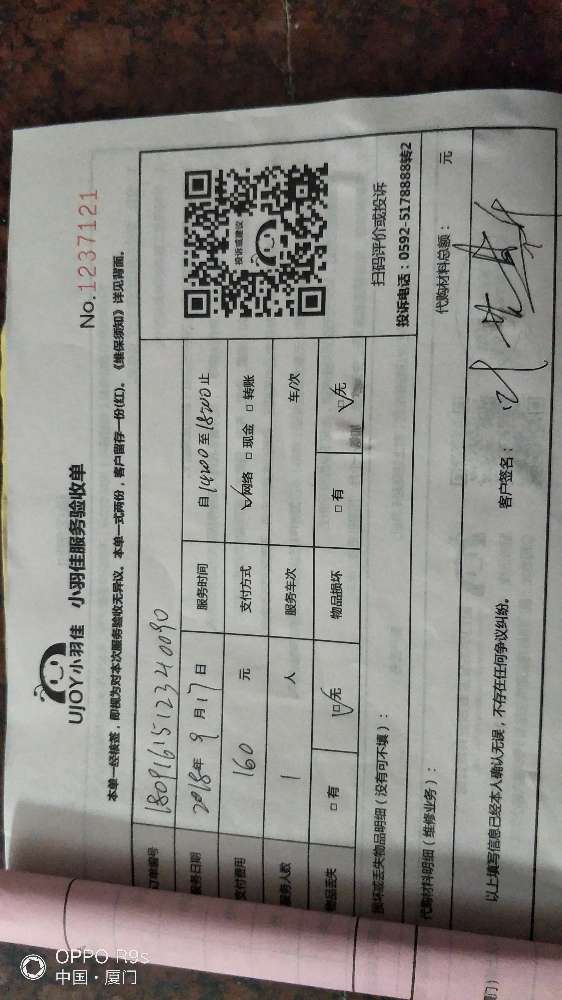 UJOY小羽佳 小羽佳服务验收单
No.1237121
本单一经核签，即视为对本次服务验收无异议。本单一式两份，客户留存一份(红)。《维保须知》详见背面。
订单编号 1809161512340090
服务日期 2018年9月17日 服务时间 自14:00至18:00止
支付费用 160 元 支付方式 ☑网络 □现金 □转账
服务人数 1 人 服务车次 车/次
物品丢失 □有 ☑无 物品损坏 □有 ☑无
投诉或建议
扫码评价或投诉
投诉电话：0592-5178888转2
损坏或丢失物品明细（没有可不填）：
代购材料明细（维修业务）： 代购材料总额： 元
以上填写信息已经本人确认无误，不存在任何争议纠纷。 客户签名：
OPPO R9s
中国·厦门